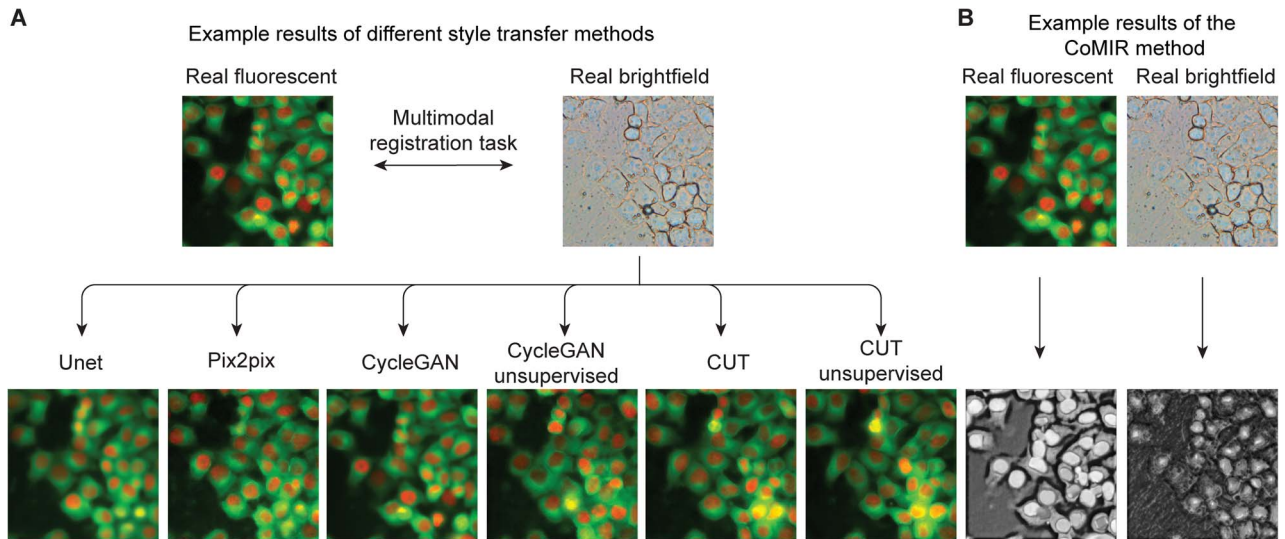 A
Example results of different style transfer methods
Real fluorescent
Real brightfield
Multimodal
registration task
Unet
Pix2pix
CycleGAN
CycleGAN
unsupervised
CUT
CUT
unsupervised
B
Example results of the
CoMIR method
Real fluorescent
Real brightfield